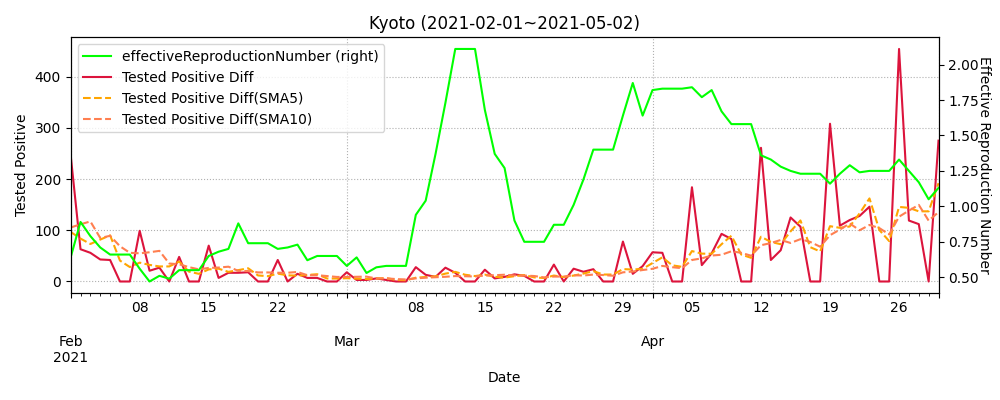 Kyoto (2021-02-01~2021-05-02)
effectiveReproductionNumber (right)
Tested Positive Diff
Tested Positive Diff(SMA5)
Tested Positive Diff(SMA10)
Tested Positive
400
300
200
100
0
2.00
1.75
1.50
1.25
1.00
0.75
0.50
Effective Reproduction Number
08 15 22 08 15 22 29 05 12 19 26
Feb Mar Apr
2021
Date